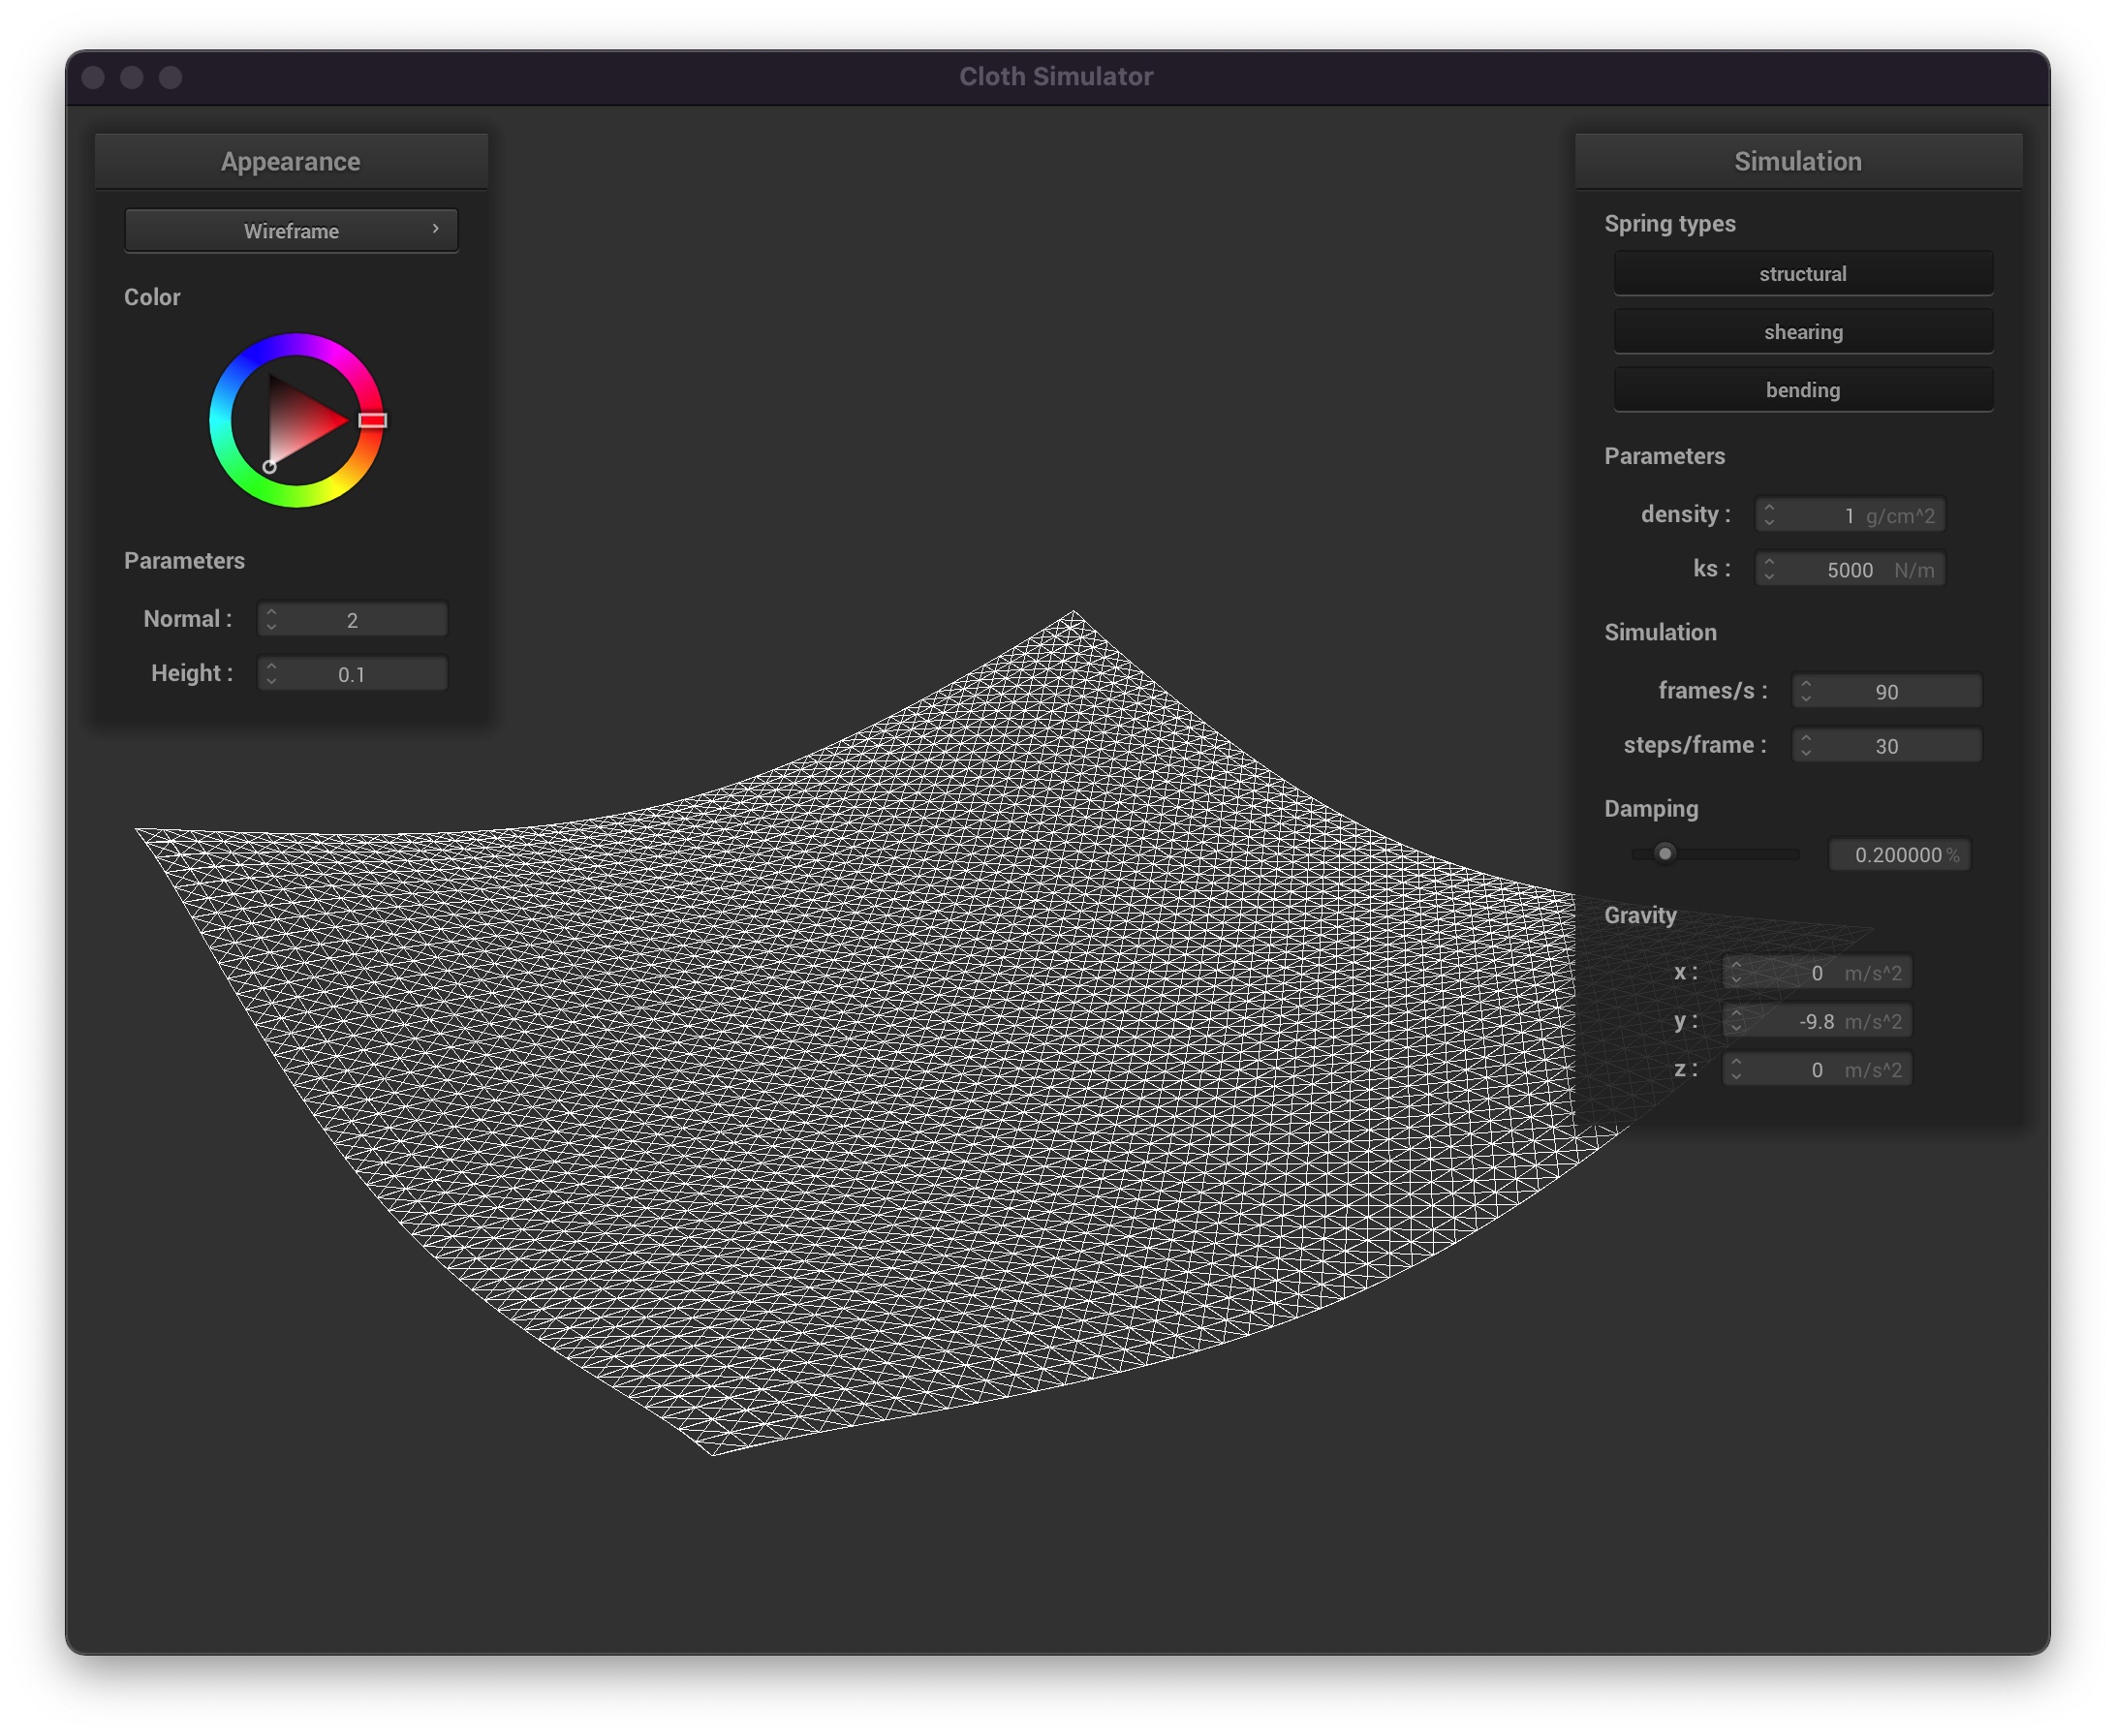 Cloth Simulator
Appearance
Wireframe
Color
Parameters
Normal : 2
Height : 0.1
Simulation
Spring types
structural
shearing
bending
Parameters
density : 1 g/cm^2
ks : 5000 N/m
Simulation
frames/s : 90
steps/frame : 30
Damping
0.200000 %
Gravity
x : 0 m/s^2
y : -9.8 m/s^2
z : 0 m/s^2